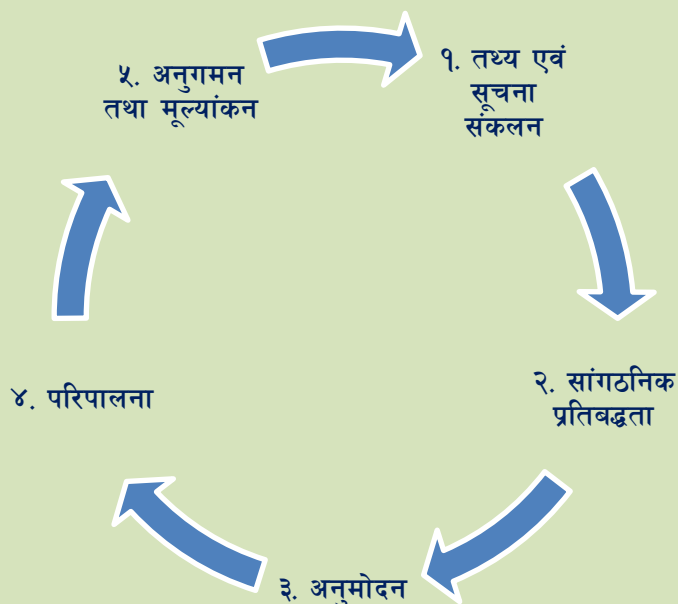 १. तथ्य एवं
सूचना
संकलन
२. सांगठनिक
प्रतिबद्धता
३. अनुमोदन
४. परिपालना
५. अनुगमन
तथा मूल्यांकन